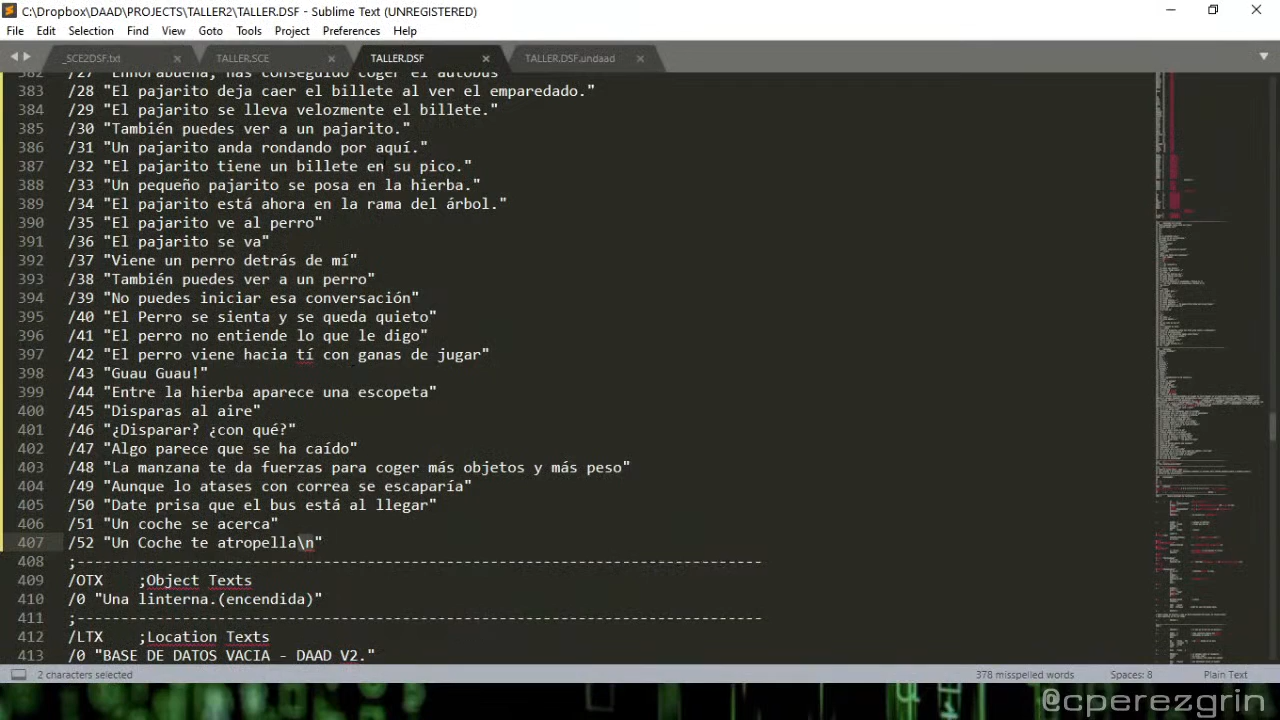 C:\Dropbox\DAAD\PROJECTS\TALLER2\TALLER.DSF - Sublime Text (UNREGISTERED)
File Edit Selection Find View Goto Tools Project Preferences Help
_SCE2DSF.txt TALLER.SCE TALLER.DSF TALLER.DSF.undaad
382 /27 "Enhorabuena, has conseguido coger el autobús"
383 /28 "El pajarito deja caer el billete al ver el emparedado."
384 /29 "El pajarito se lleva velozmente el billete."
385 /30 "También puedes ver a un pajarito."
386 /31 "Un pajarito anda rondando por aquí."
387 /32 "El pajarito tiene un billete en su pico."
388 /33 "Un pequeño pajarito se posa en la hierba."
389 /34 "El pajarito está ahora en la rama del árbol."
390 /35 "El pajarito ve al perro"
391 /36 "El pajarito se va"
392 /37 "Viene un perro detrás de mí"
393 /38 "También puedes ver un perro"
394 /39 "No puedes iniciar esa conversación"
395 /40 "El Perro se sienta y se queda quieto"
396 /41 "El perro no entiende lo que le digo"
397 /42 "El perro viene hacia tí con ganas de jugar"
398 /43 "Guau Guau!"
399 /44 "Entre la hierba aparece una escopeta"
400 /45 "Disparas al aire"
401 /46 "¿Disparar? ¿con qué?"
402 /47 "Algo parece que se ha caído"
403 /48 "La manzana te da fuerzas para coger más objetos y más peso"
404 /49 "Aunque lo atases con correa se escaparía"
405 /50 "Date prisa que el bus está al llegar"
406 /51 "Un coche se acerca"
407 /52 "Un Coche te atropella\n"
408 ;---------------------------------------------------------------------------
409 /OTX ;Object Texts
410 /0 "Una linterna.(encendida)"
411 ;---------------------------------------------------------------------------
412 /LTX ;Location Texts
413 /0 "BASE DE DATOS VACIA - DAAD V2."
2 characters selected 378 misspelled words Spaces: 8 Plain Text
@cperezgrin